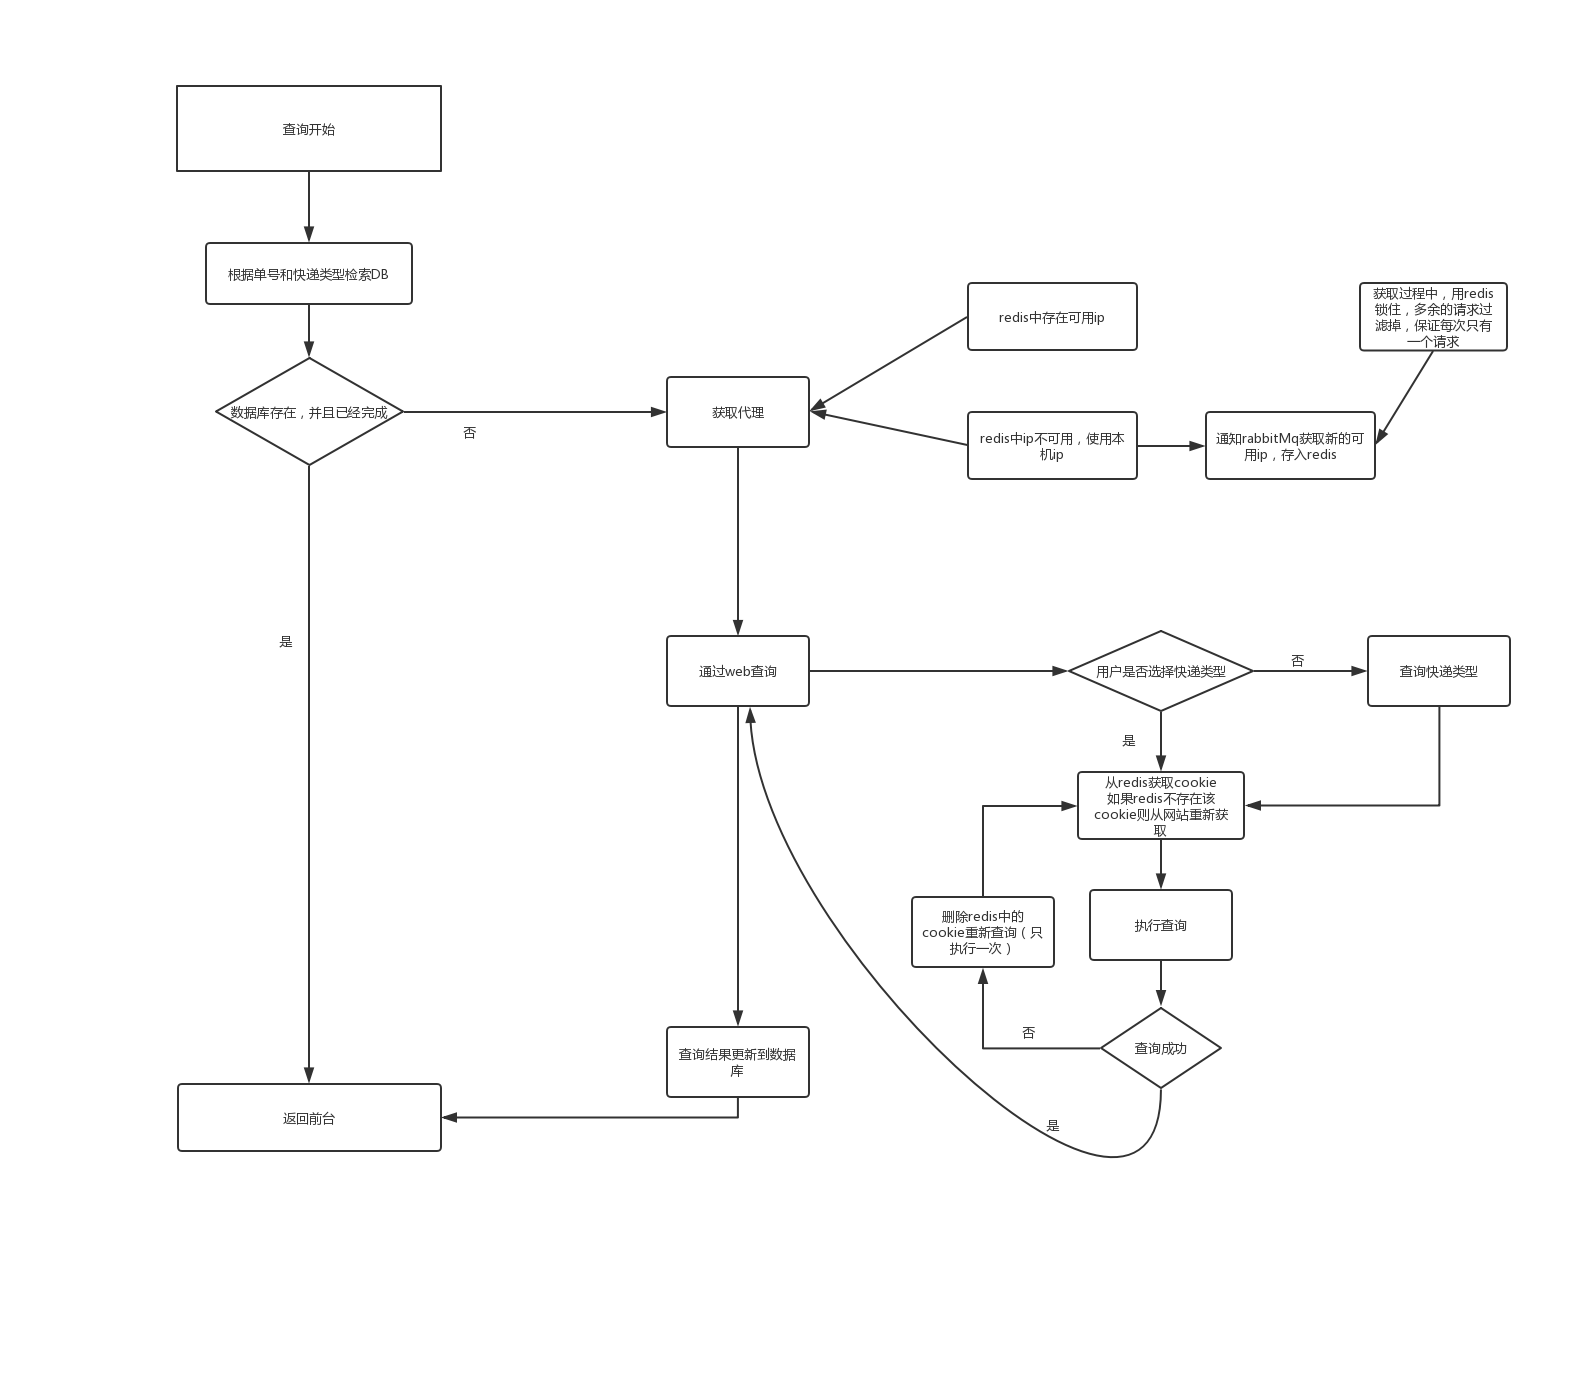 查询开始
根据单号和快递类型检索DB
数据库存在，并且已经完成
否
是
获取代理
redis中存在可用ip
redis中ip不可用，使用本
机ip
通知rabbitMq获取新的可
用ip，存入redis
获取过程中，用redis
锁住，多余的请求过
滤掉，保证每次只有
一个请求
通过web查询
用户是否选择快递类型
否
查询快递类型
是
从redis获取cookie
如果redis不存在该
cookie则从网站重新获
取
执行查询
删除redis中的
cookie重新查询（只
执行一次）
查询成功
否
是
查询结果更新到数据
库
返回前台